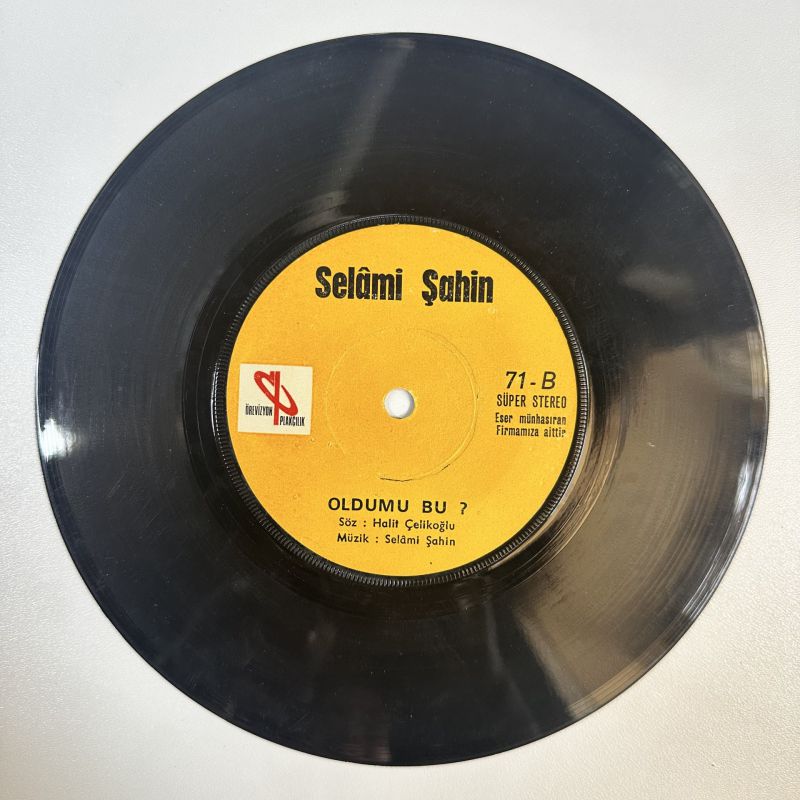 Selâmi Şahin
71-B
SÜPER STEREO
Eser münhasıran
Firmamıza aittir
ÖREVİZYON PLAKÇILIK
OLDUMU BU ?
Söz : Halit Çelikoğlu
Müzik : Selâmi Şahin